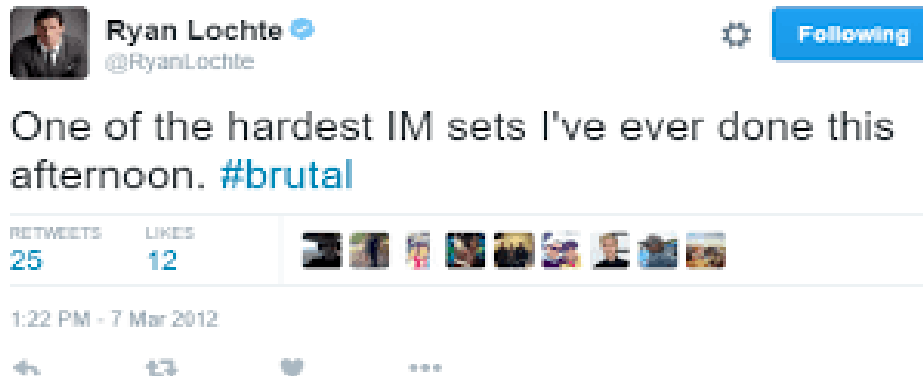 Ryan Lochte
@RyanLochte
Following
One of the hardest IM sets I've ever done this
afternoon. #brutal
RETWEETS LIKES
25 12
1:22 PM - 7 Mar 2012